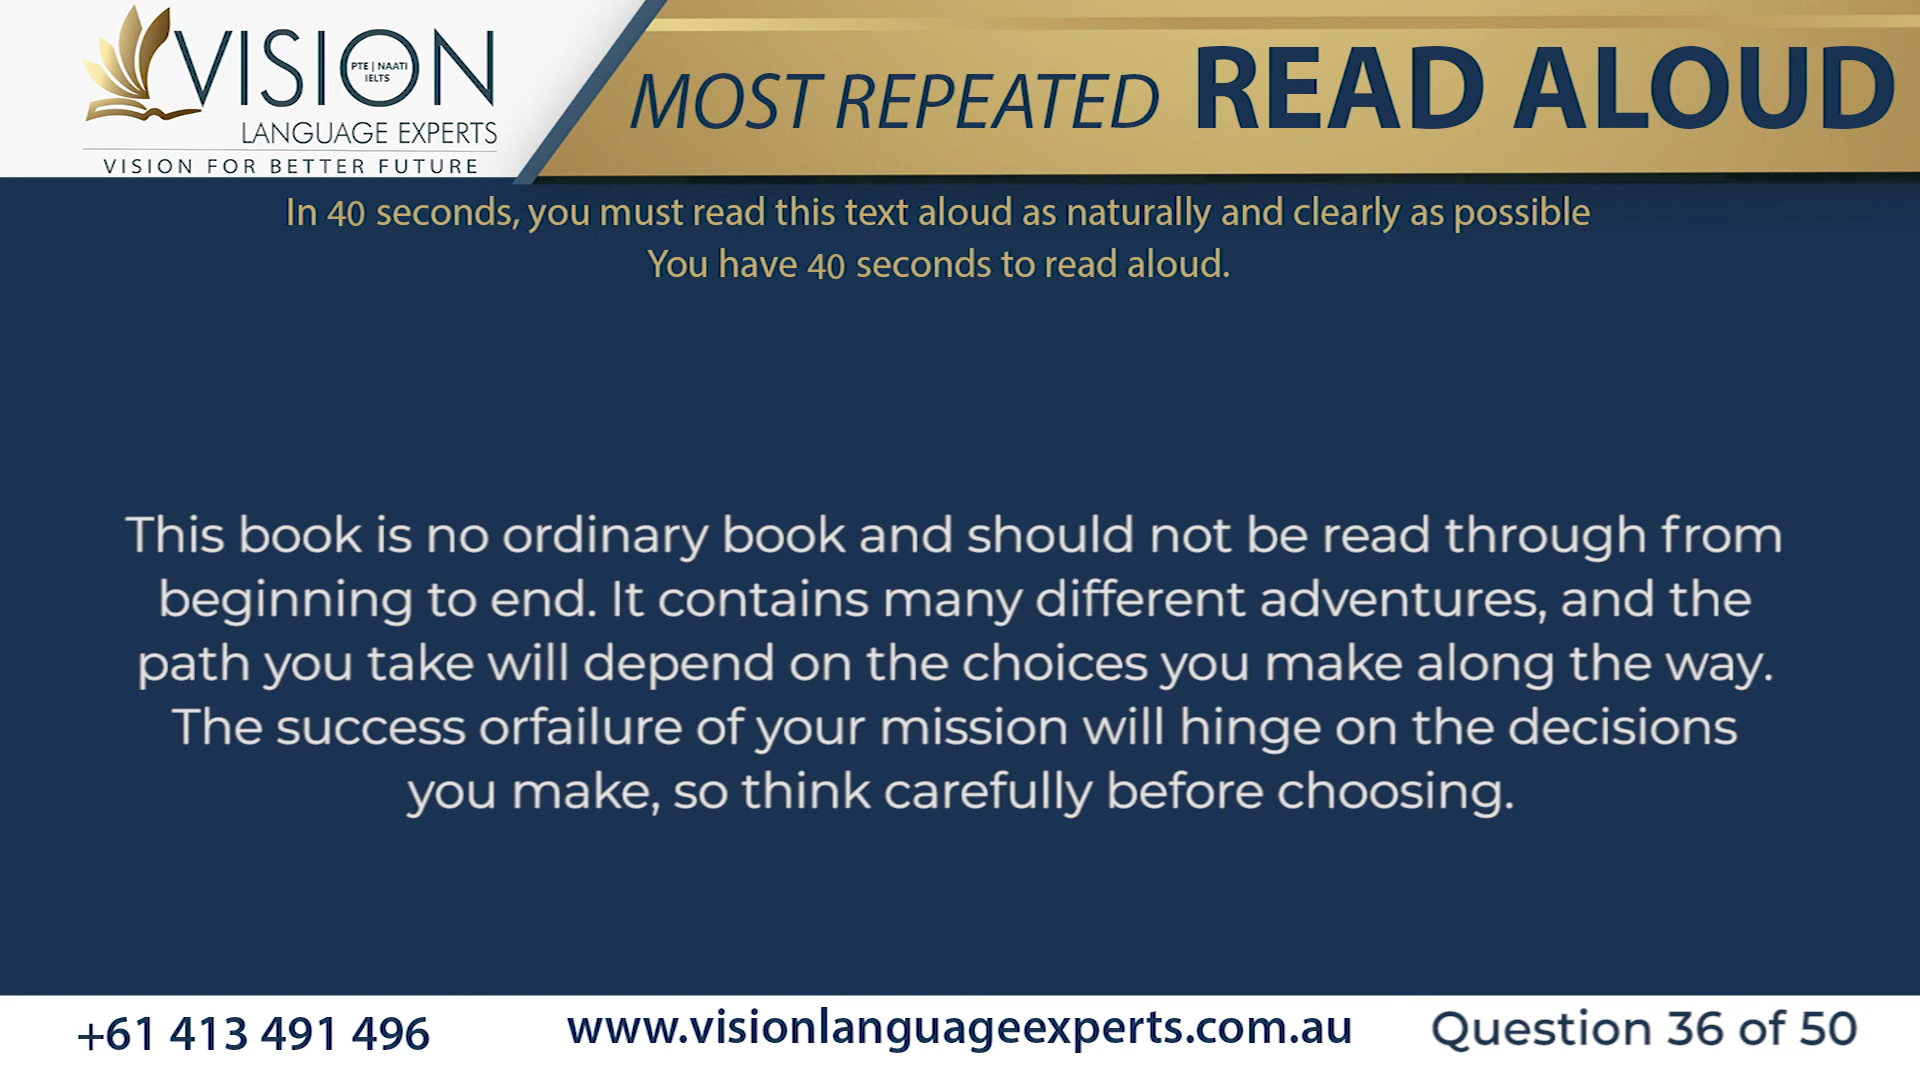 VISION
PTE | NAATI
IELTS
LANGUAGE EXPERTS
VISION FOR BETTER FUTURE
MOST REPEATED READ ALOUD
In 40 seconds, you must read this text aloud as naturally and clearly as possible
You have 40 seconds to read aloud.
This book is no ordinary book and should not be read through from
beginning to end. It contains many different adventures, and the
path you take will depend on the choices you make along the way.
The success orfailure of your mission will hinge on the decisions
you make, so think carefully before choosing.
+61 413 491 496
www.visionlanguageexperts.com.au
Question 36 of 50